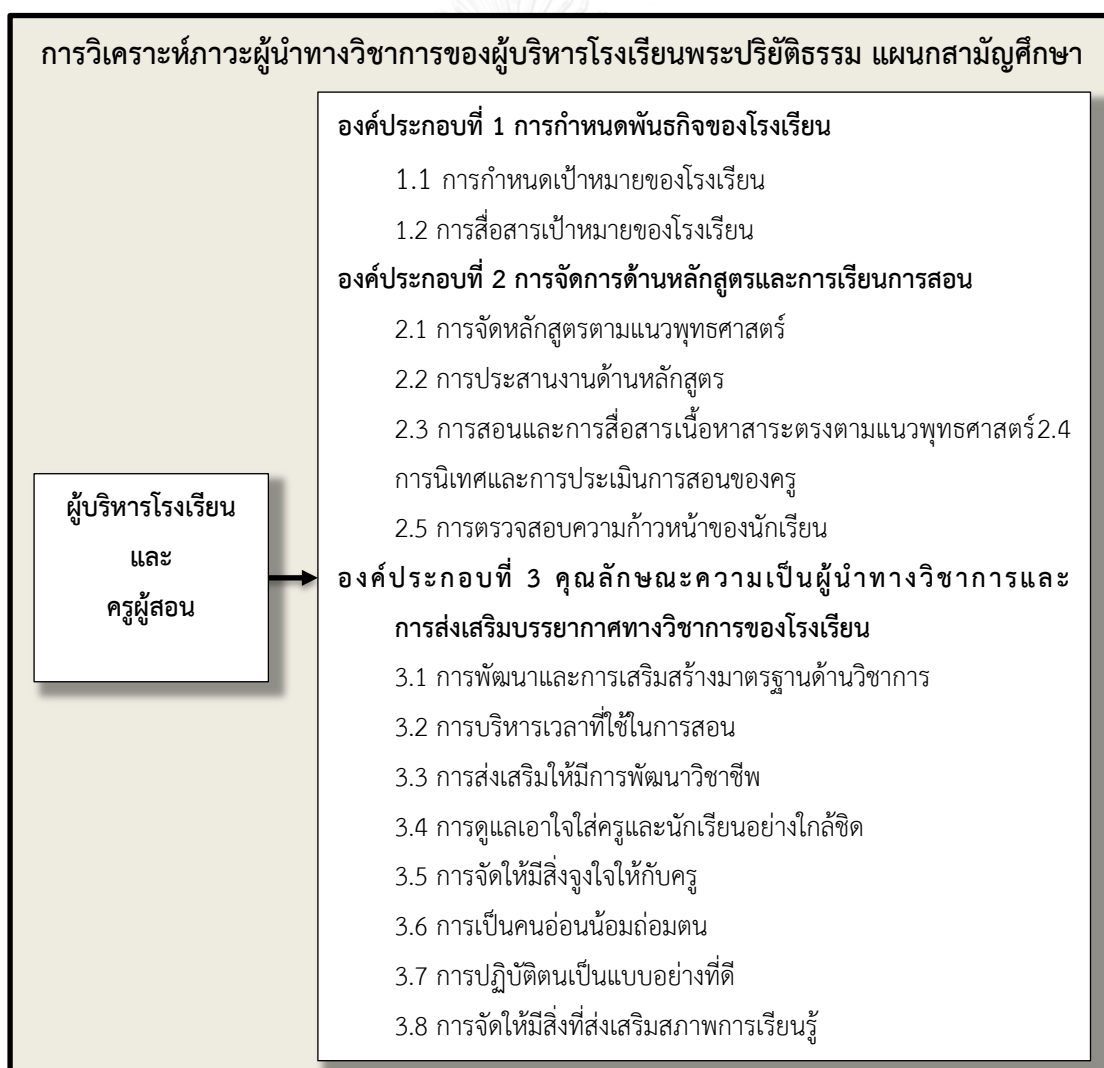 การวิเคราะห์ภาวะผู้นำทางวิชาการของผู้บริหารโรงเรียนพระปริยัติธรรม แผนกสามัญศึกษา
ผู้บริหารโรงเรียน
และ
ครูผู้สอน
องค์ประกอบที่ 1 การกำหนดพันธกิจของโรงเรียน
1.1 การกำหนดเป้าหมายของโรงเรียน
1.2 การสื่อสารเป้าหมายของโรงเรียน
องค์ประกอบที่ 2 การจัดการด้านหลักสูตรและการเรียนการสอน
2.1 การจัดหลักสูตรตามแนวพุทธศาสตร์
2.2 การประสานงานด้านหลักสูตร
2.3 การสอนและการสื่อสารเนื้อหาสาระตรงตามแนวพุทธศาสตร์2.4
การนิเทศและการประเมินการสอนของครู
2.5 การตรวจสอบความก้าวหน้าของนักเรียน
องค์ประกอบที่ 3 คุณลักษณะความเป็นผู้นำทางวิชาการและ
การส่งเสริมบรรยากาศทางวิชาการของโรงเรียน
3.1 การพัฒนาและการเสริมสร้างมาตรฐานด้านวิชาการ
3.2 การบริหารเวลาที่ใช้ในการสอน
3.3 การส่งเสริมให้มีการพัฒนาวิชาชีพ
3.4 การดูแลเอาใจใส่ครูและนักเรียนอย่างใกล้ชิด
3.5 การจัดให้มีสิ่งจูงใจให้กับครู
3.6 การเป็นคนอ่อนน้อมถ่อมตน
3.7 การปฏิบัติตนเป็นแบบอย่างที่ดี
3.8 การจัดให้มีสิ่งที่ส่งเสริมสภาพการเรียนรู้